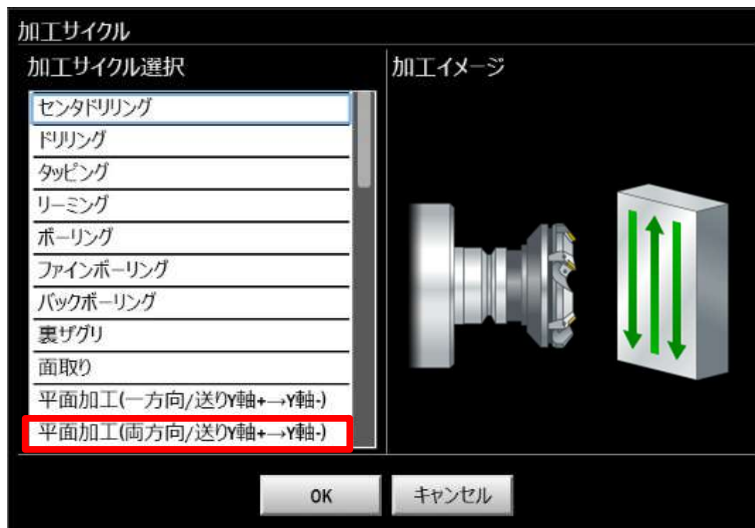 加工サイクル
加工サイクル選択
加工イメージ
センタドリリング
ドリリング
タッピング
リーミング
ボーリング
ファインボーリング
バックボーリング
裏ザグリ
面取り
平面加工(一方向/送りY軸+→Y軸-)
平面加工(両方向/送りY軸+→Y軸-)
OK
キャンセル